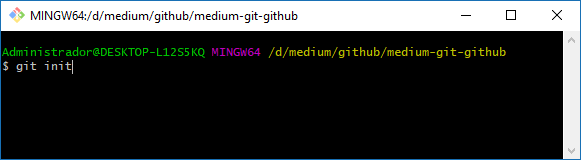 MINGW64:/d/medium/github/medium-git-github
Administrador@DESKTOP-L12S5KQ MINGW64 /d/medium/github/medium-git-github
$ git init